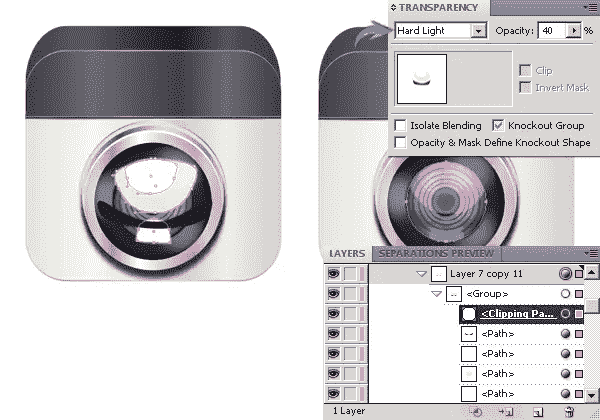 TRANSPARENCY
Hard Light Opacity: 40 %
Clip
Invert Mask
Isolate Blending Knockout Group
Opacity & Mask Define Knockout Shape
LAYERS SEPARATIONS PREVIEW
Layer 7 copy 11
<Group>
<Clipping Pa...
<Path>
<Path>
<Path>
<Path>
1 Layer